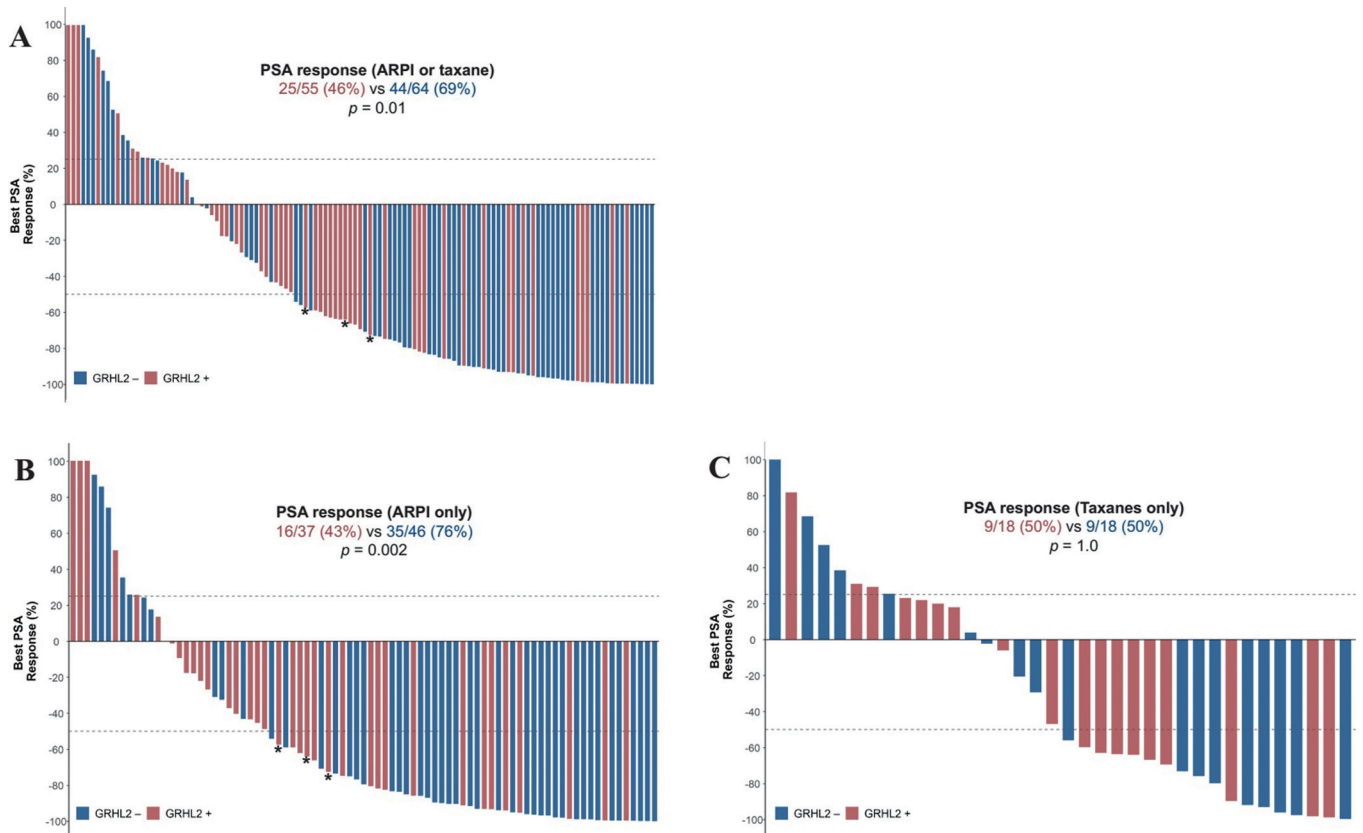 A
100
80
60
40
20
0
-20
-40
-60
-80
-100
Best PSA
Response (%)
PSA response (ARPI or taxane)
25/55 (46%) vs 44/64 (69%)
p = 0.01
*
*
*
GRHL2 – GRHL2 +
B
100
80
60
40
20
0
-20
-40
-60
-80
-100
Best PSA
Response (%)
PSA response (ARPI only)
16/37 (43%) vs 35/46 (76%)
p = 0.002
*
*
*
GRHL2 – GRHL2 +
C
100
80
60
40
20
0
-20
-40
-60
-80
-100
Best PSA
Response (%)
PSA response (Taxanes only)
9/18 (50%) vs 9/18 (50%)
p = 1.0
GRHL2 – GRHL2 +